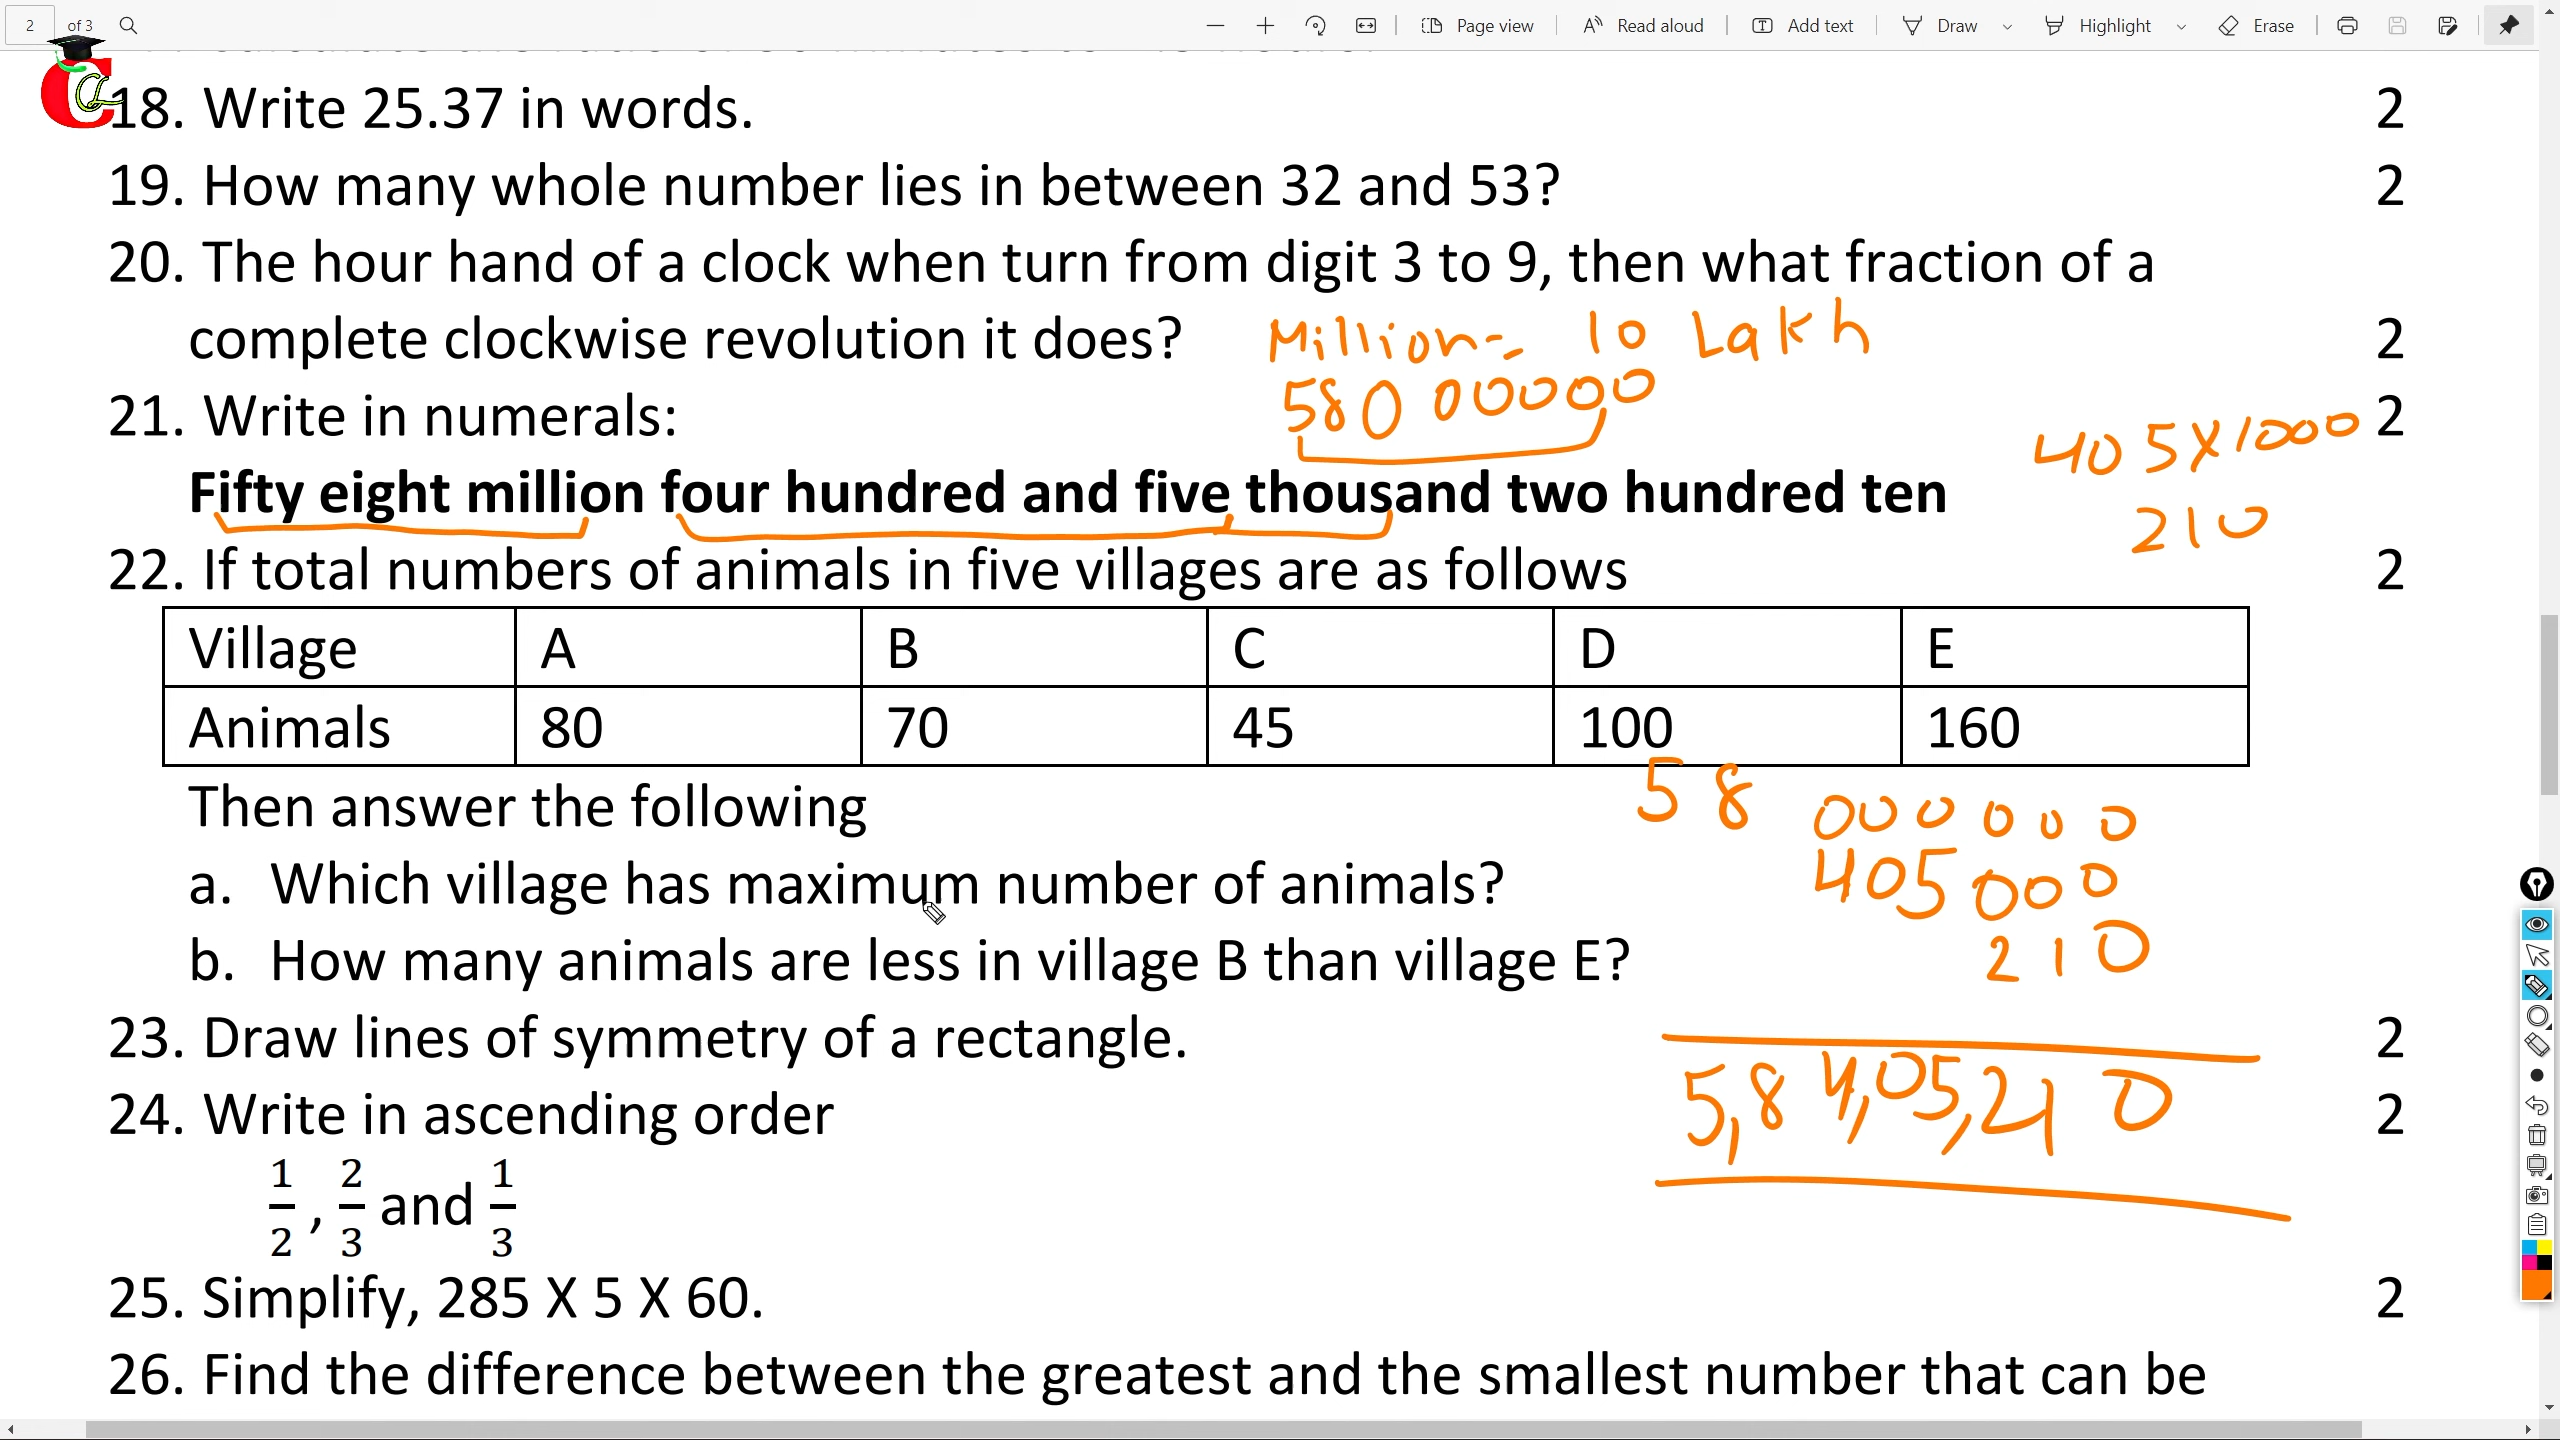 2 of 3 Page view Read aloud Add text Draw Highlight Erase
18. Write 25.37 in words. 2
19. How many whole number lies in between 32 and 53? 2
20. The hour hand of a clock when turn from digit 3 to 9, then what fraction of a
complete clockwise revolution it does? 2
Million = 10 Lakh
580 00000
21. Write in numerals: 2
405X1000
210
Fifty eight million four hundred and five thousand two hundred ten
22. If total numbers of animals in five villages are as follows 2
Village A B C D E
Animals 80 70 45 100 160
Then answer the following
58 000000
a. Which village has maximum number of animals?
405000
b. How many animals are less in village B than village E?
210
23. Draw lines of symmetry of a rectangle. 2
5,84,05,210
24. Write in ascending order 2
1/2 , 2/3 and 1/3
25. Simplify, 285 X 5 X 60. 2
26. Find the difference between the greatest and the smallest number that can be